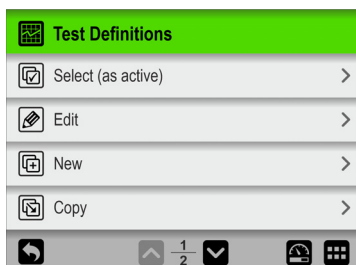 Test Definitions
Select (as active)
Edit
New
Copy
1
2